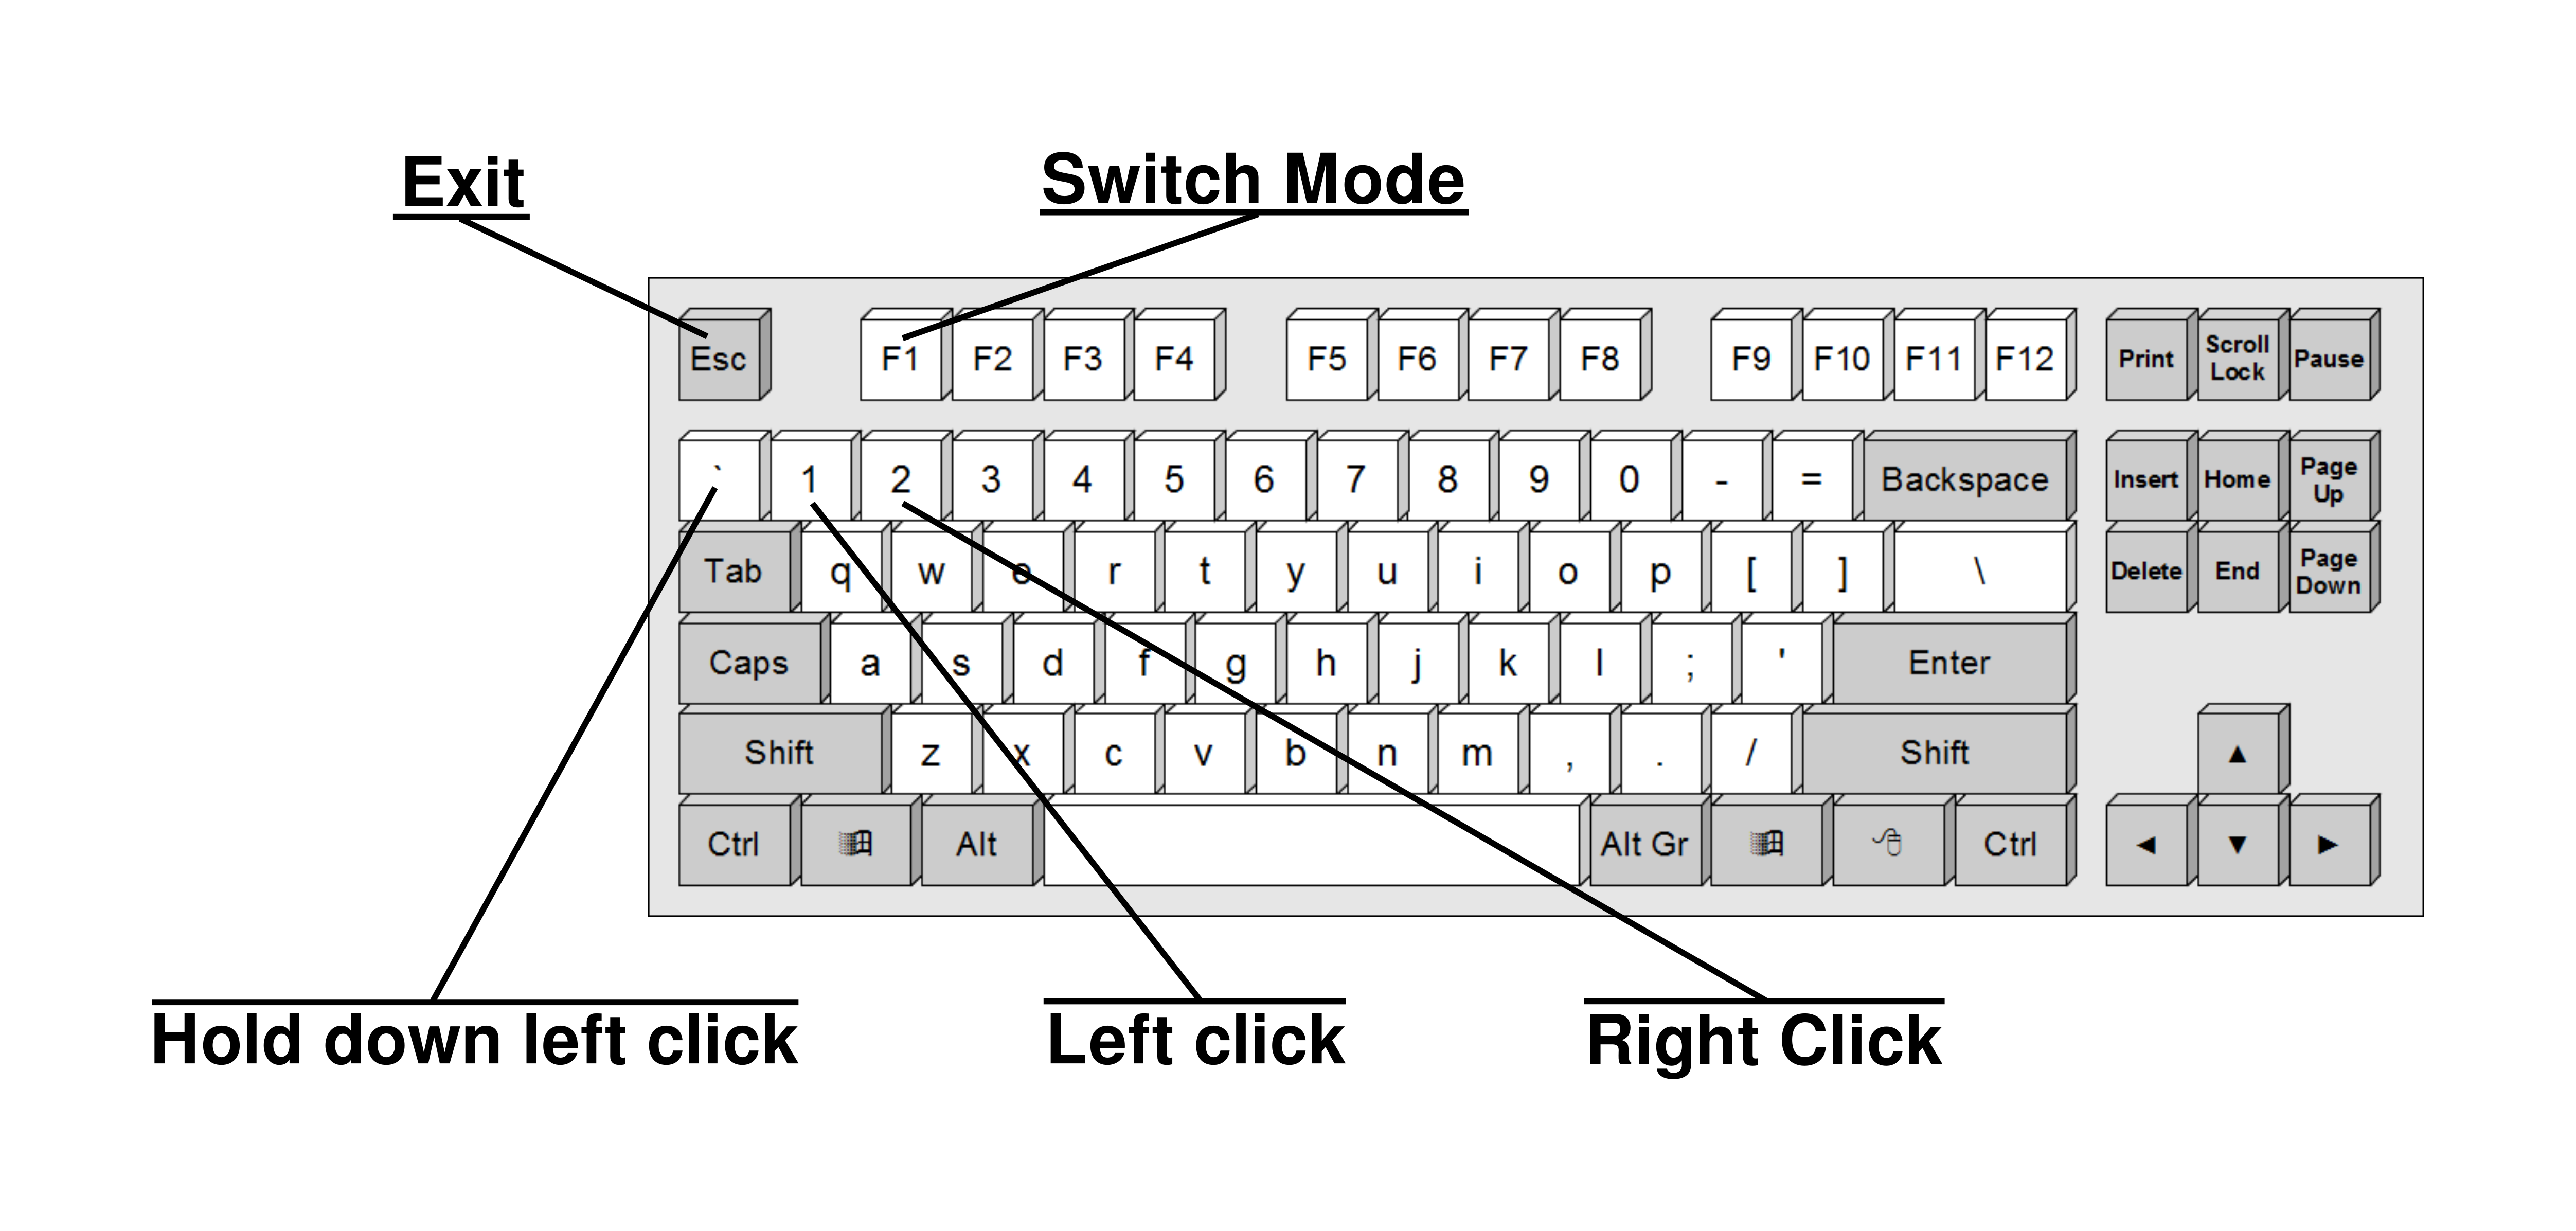 Exit
Switch Mode
Esc F1 F2 F3 F4 F5 F6 F7 F8 F9 F10 F11 F12 Print Scroll Lock Pause
` 1 2 3 4 5 6 7 8 9 0 - = Backspace Insert Home Page Up
Tab q w e r t y u i o p [ ] \ Delete End Page Down
Caps a s d f g h j k l ; ' Enter
Shift z x c v b n m , . / Shift ▲
Ctrl Alt Alt Gr Ctrl ◄ ▼ ►
Hold down left click
Left click
Right Click